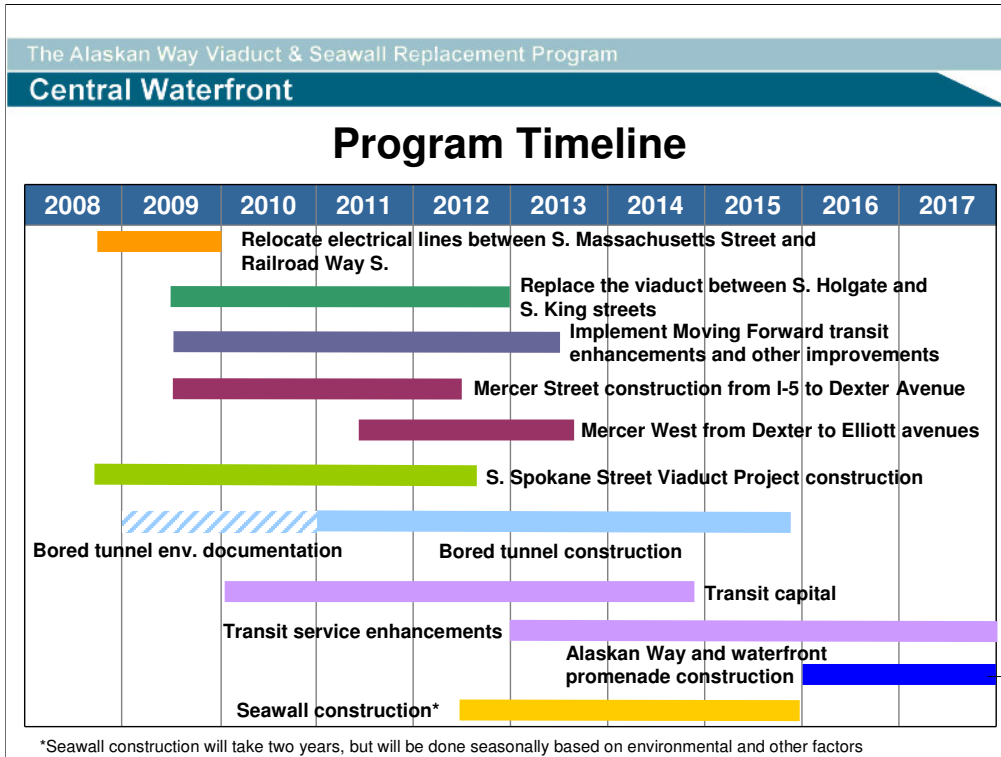 The Alaskan Way Viaduct & Seawall Replacement Program
Central Waterfront
Program Timeline
2008 2009 2010 2011 2012 2013 2014 2015 2016 2017
Relocate electrical lines between S. Massachusetts Street and
Railroad Way S.
Replace the viaduct between S. Holgate and
S. King streets
Implement Moving Forward transit
enhancements and other improvements
Mercer Street construction from I-5 to Dexter Avenue
Mercer West from Dexter to Elliott avenues
S. Spokane Street Viaduct Project construction
Bored tunnel env. documentation
Bored tunnel construction
Transit capital
Transit service enhancements
Alaskan Way and waterfront
promenade construction
Seawall construction*
*Seawall construction will take two years, but will be done seasonally based on environmental and other factors